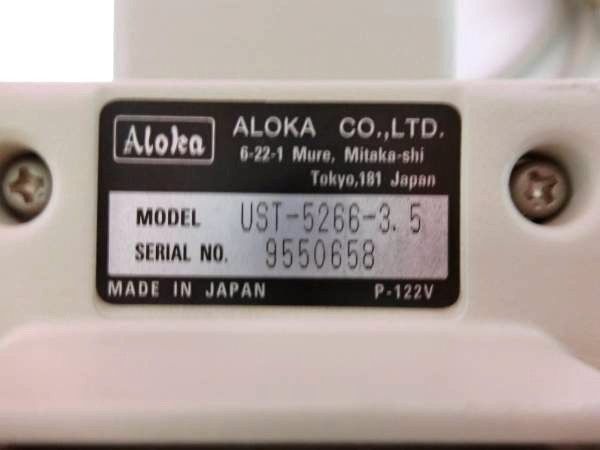 Aloka
ALOKA CO.,LTD.
6-22-1 Mure, Mitaka-shi
Tokyo,181 Japan
MODEL UST-5266-3.5
SERIAL NO. 9550658
MADE IN JAPAN P-122V